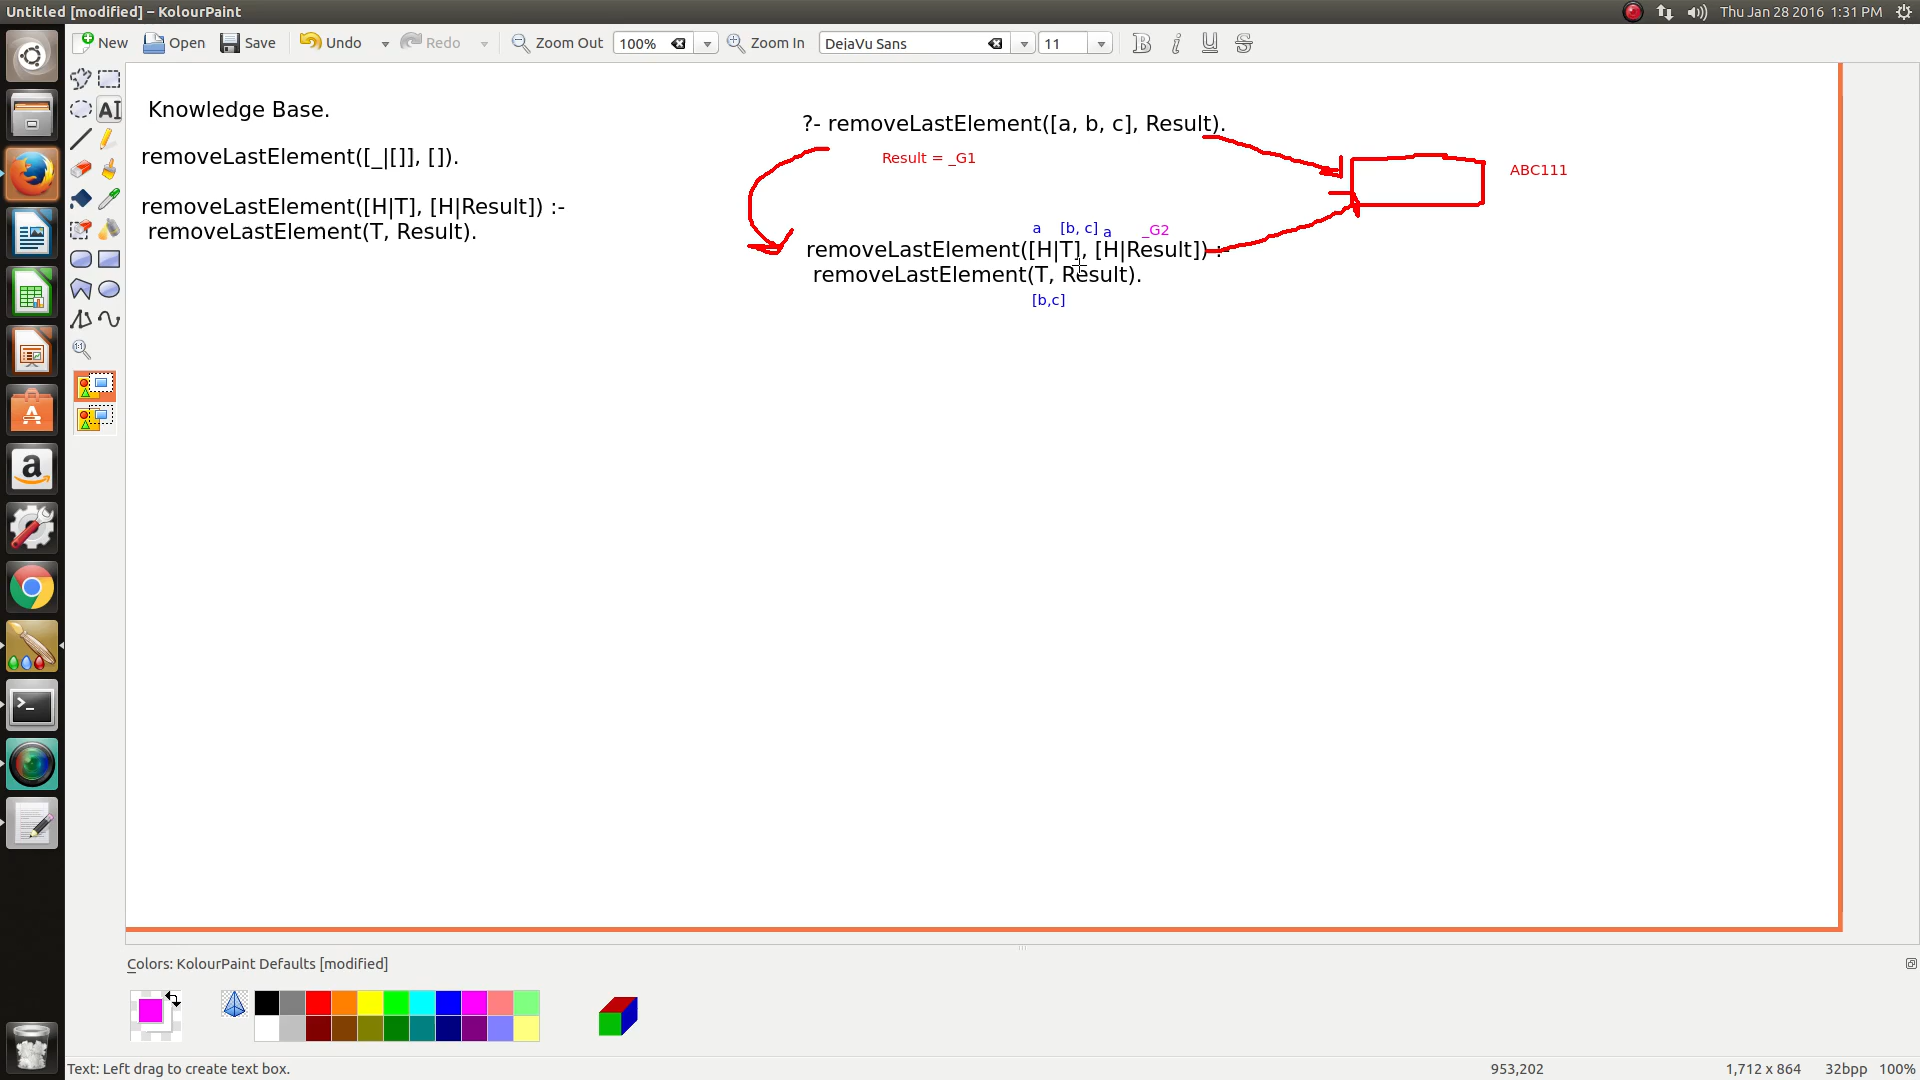 Untitled [modified] – KolourPaint
Thu Jan 28 2016 1:31 PM
New Open Save Undo Redo Zoom Out 100% Zoom In DejaVu Sans 11
Knowledge Base.
removeLastElement([_|[]], []).
removeLastElement([H|T], [H|Result]) :-
removeLastElement(T, Result).
?- removeLastElement([a, b, c], Result).
Result = _G1
ABC111
a [b, c] a _G2
removeLastElement([H|T], [H|Result]) :-
removeLastElement(T, Result).
[b,c]
Colors: KolourPaint Defaults [modified]
Text: Left drag to create text box.
953,202
1,712 x 864
32bpp
100%